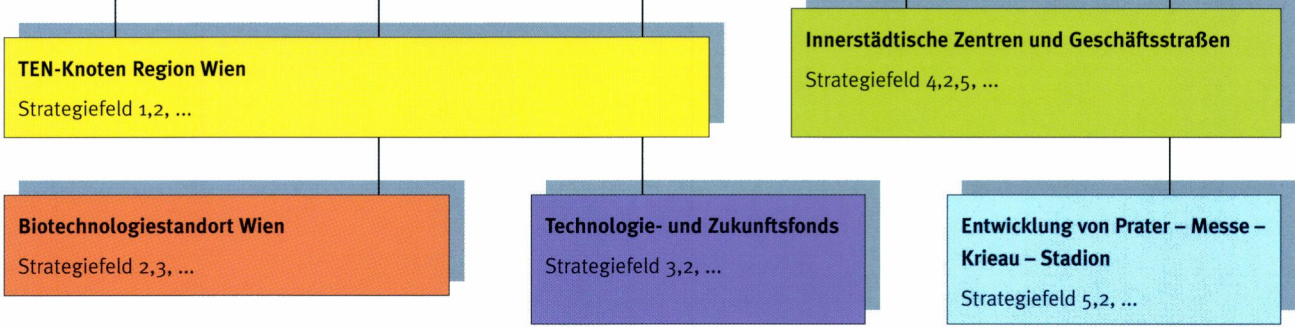 TEN-Knoten Region Wien
Strategiefeld 1,2, ...
Innerstädtische Zentren und Geschäftsstraßen
Strategiefeld 4,2,5, ...
Biotechnologiestandort Wien
Strategiefeld 2,3, ...
Technologie- und Zukunftsfonds
Strategiefeld 3,2, ...
Entwicklung von Prater – Messe –
Krieau – Stadion
Strategiefeld 5,2, ...